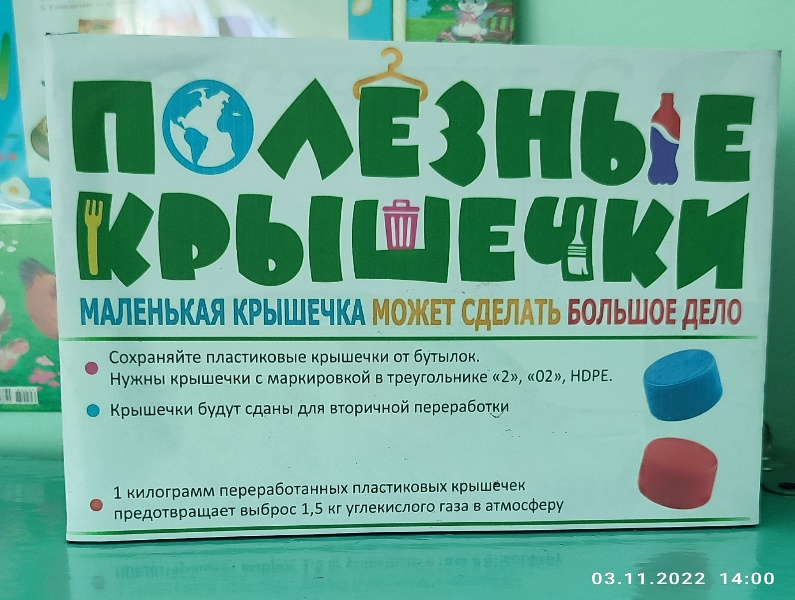 ПОЛЕЗНЫЕ
КРЫШЕЧКИ
МАЛЕНЬКАЯ КРЫШЕЧКА МОЖЕТ СДЕЛАТЬ БОЛЬШОЕ ДЕЛО
Сохраняйте пластиковые крышечки от бутылок.
Нужны крышечки с маркировкой в треугольнике «2», «02», HDPE.
Крышечки будут сданы для вторичной переработки
1 килограмм переработанных пластиковых крышечек
предотвращает выброс 1,5 кг углекислого газа в атмосферу
03.11.2022 14:00